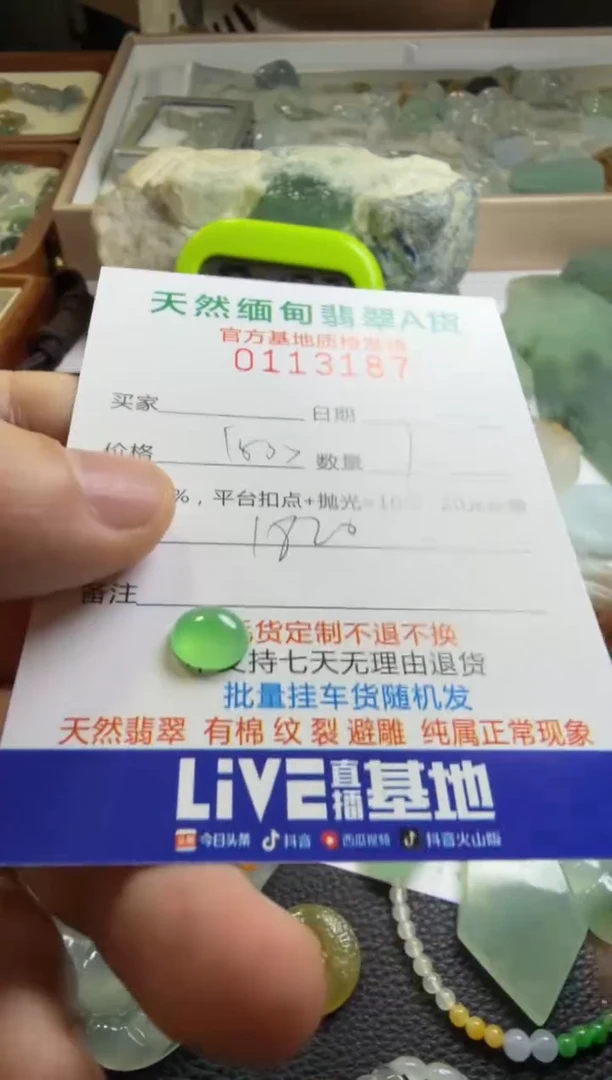 天然缅甸翡翠A货
官方基地质检
0113187
买家 日期
价格 数量
%，平台扣点+抛光=10
1820
备注
货定制不退不换
支持七天无理由退货
批量挂车货随机发
天然翡翠 有棉 纹 裂 避雕 纯属正常现象
LiVE直播基地
头条 今日头条 抖音 西瓜视频 抖音火山版